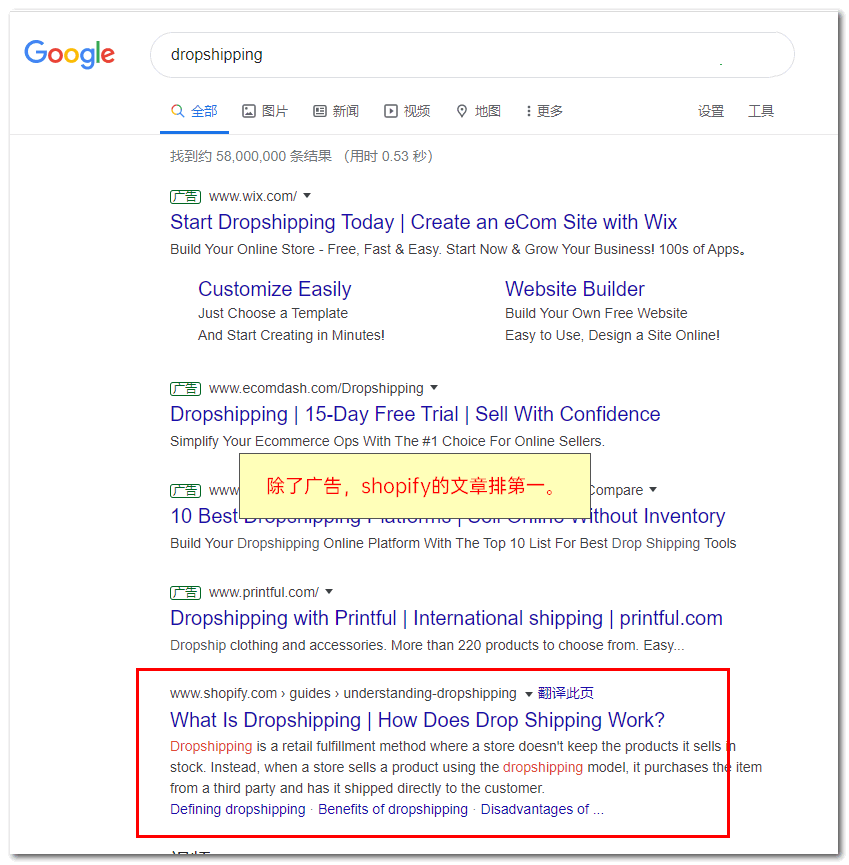 Google
dropshipping
全部 图片 新闻 视频 地图 更多 设置 工具
找到约 58,000,000 条结果 （用时 0.53 秒）
广告 www.wix.com/
Start Dropshipping Today | Create an eCom Site with Wix
Build Your Online Store - Free, Fast & Easy. Start Now & Grow Your Business! 100s of Apps。
Customize Easily Website Builder
Just Choose a Template Build Your Own Free Website
And Start Creating in Minutes! Easy to Use, Design a Site Online!
广告 www.ecomdash.com/Dropshipping
Dropshipping | 15-Day Free Trial | Sell With Confidence
Simplify Your Ecommerce Ops With The #1 Choice For Online Sellers.
除了广告，shopify的文章排第一。
广告 www Compare
10 Best Dropshipping Platforms | Sell Online Without Inventory
Build Your Dropshipping Online Platform With The Top 10 List For Best Drop Shipping Tools
广告 www.printful.com/
Dropshipping with Printful | International shipping | printful.com
Dropship clothing and accessories. More than 220 products to choose from. Easy...
www.shopify.com › guides › understanding-dropshipping 翻译此页
What Is Dropshipping | How Does Drop Shipping Work?
Dropshipping is a retail fulfillment method where a store doesn't keep the products it sells in
stock. Instead, when a store sells a product using the dropshipping model, it purchases the item
from a third party and has it shipped directly to the customer.
Defining dropshipping · Benefits of dropshipping · Disadvantages of ...